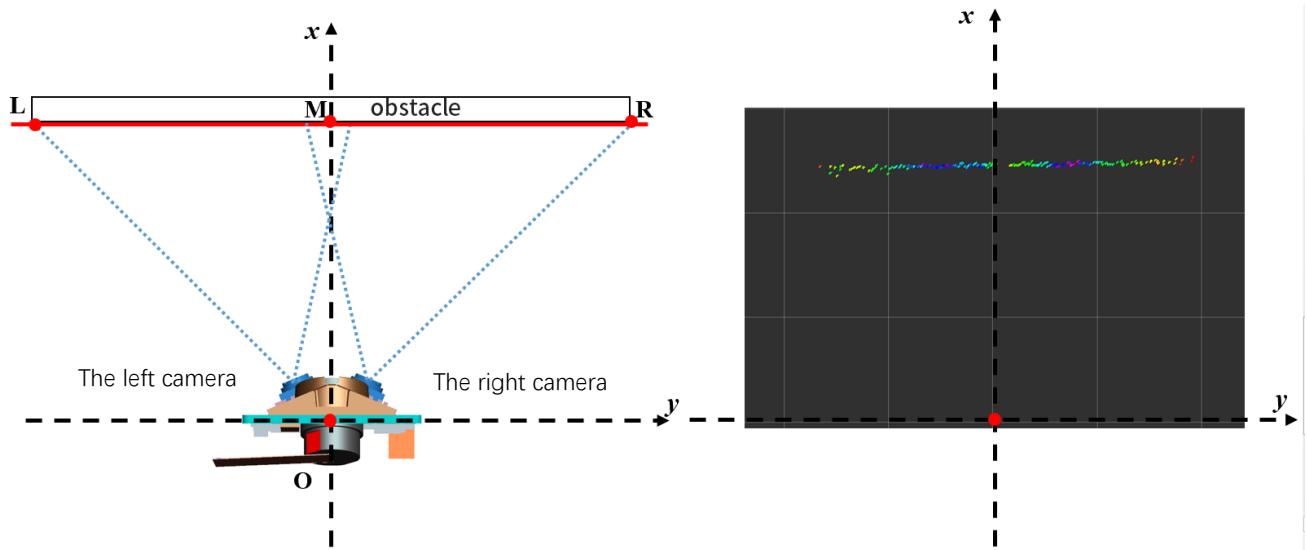 x
x
L
M
obstacle
R
The left camera
The right camera
y
y
O